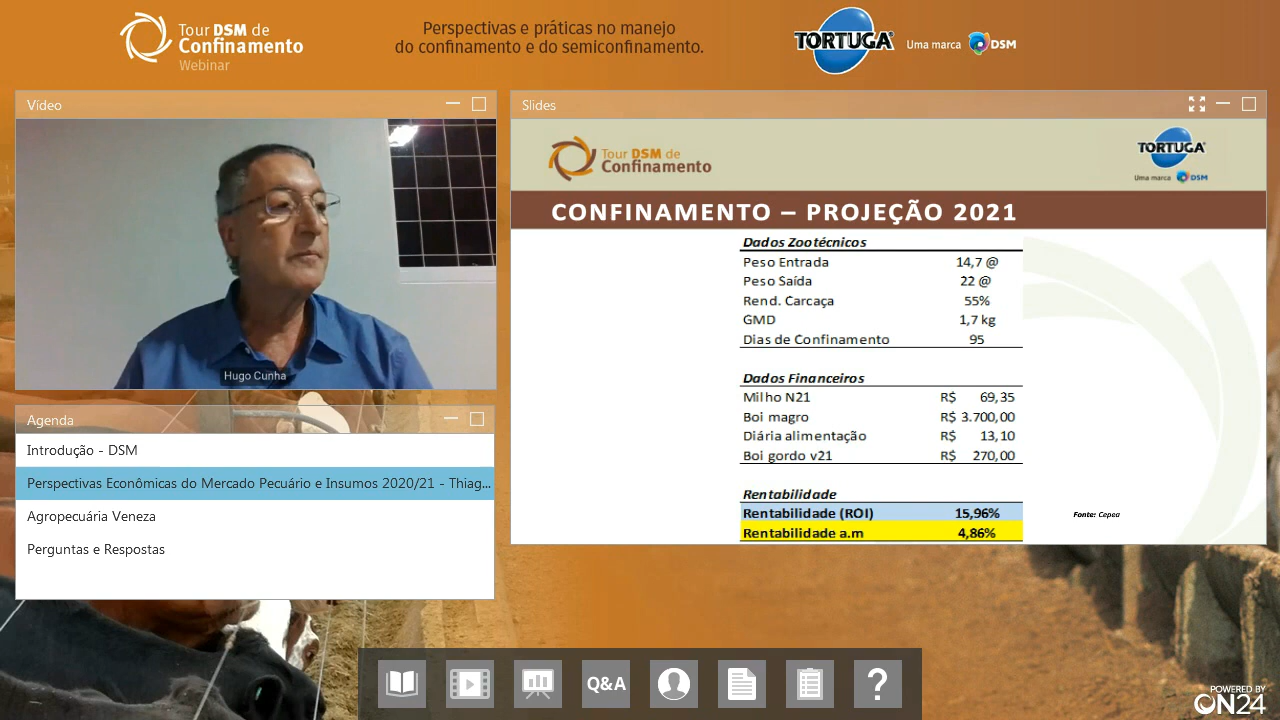 Tour DSM de
Confinamento
Webinar
Perspectivas e práticas no manejo
do confinamento e do semiconfinamento.
TORTUGA
Uma marca DSM
Vídeo
Hugo Cunha
Agenda
Introdução - DSM
Perspectivas Econômicas do Mercado Pecuário e Insumos 2020/21 - Thiag...
Agropecuária Veneza
Perguntas e Respostas
Slides
Tour DSM de
Confinamento
TORTUGA
Uma marca DSM
CONFINAMENTO – PROJEÇÃO 2021
Dados Zootécnicos
Peso Entrada 14,7 @
Peso Saída 22 @
Rend. Carcaça 55%
GMD 1,7 kg
Dias de Confinamento 95
Dados Financeiros
Milho N21 R$ 69,35
Boi magro R$ 3.700,00
Diária alimentação R$ 13,10
Boi gordo v21 R$ 270,00
Rentabilidade
Rentabilidade (ROI) 15,96%
Rentabilidade a.m 4,86%
Fonte: Cepea
Q&A
?
POWERED BY
ON24